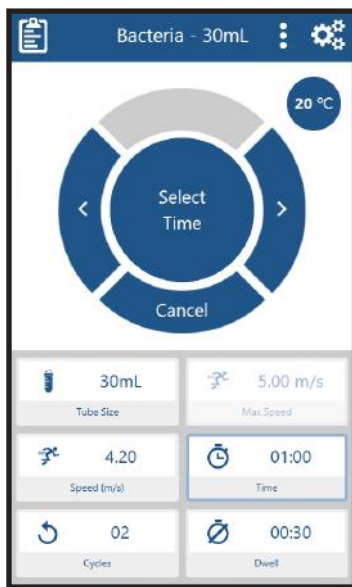 Bacteria - 30mL
20 °C
Select
Time
<
>
Cancel
30mL
Tube Size
5.00 m/s
Max Speed
4.20
Speed (m/s)
01:00
Time
02
Cycles
00:30
Dwell